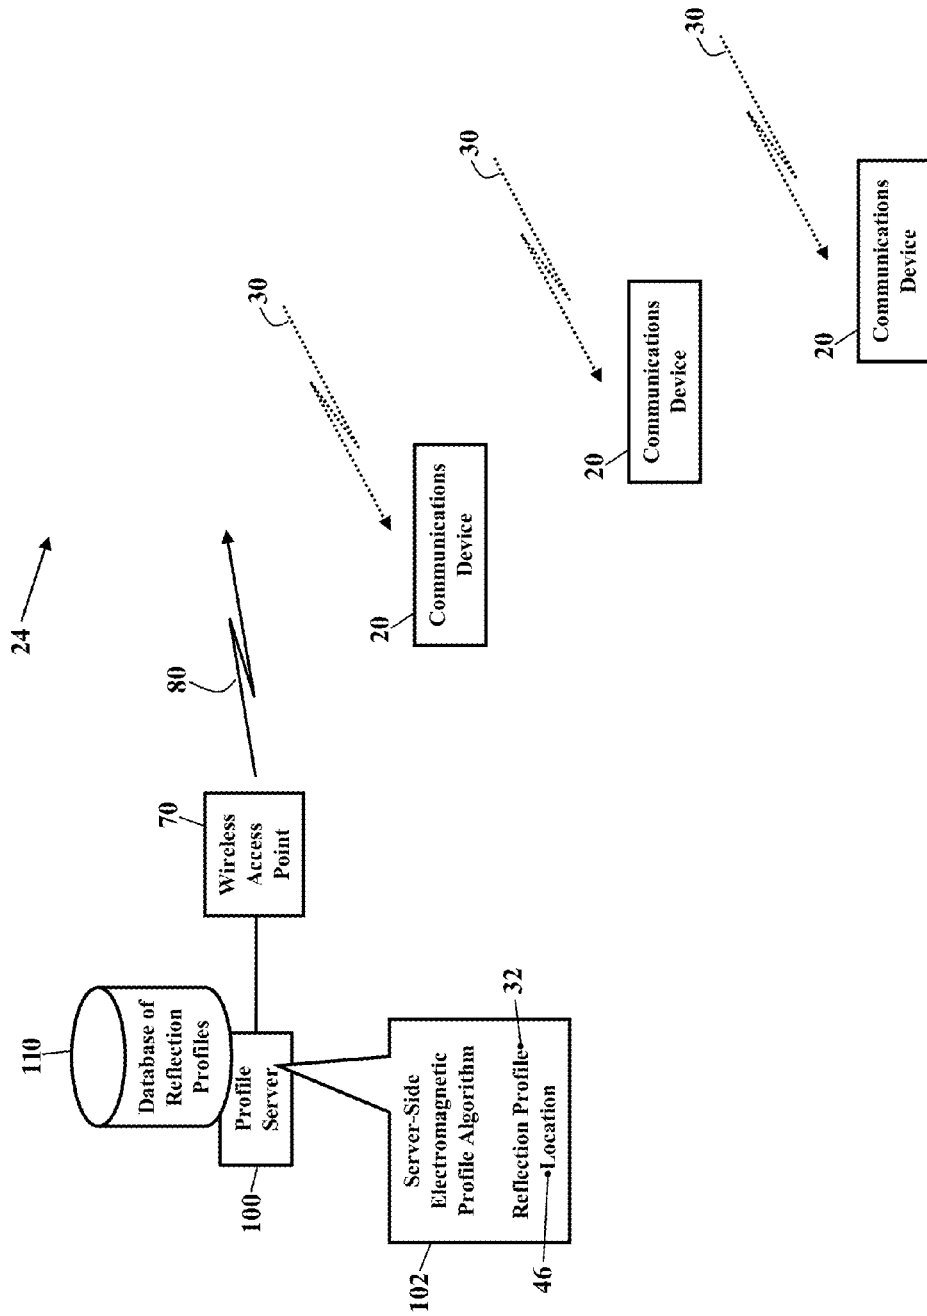 24
110
Database of
Reflection
Profiles
Profile
Server
100
70
Wireless
Access
Point
80
102
Server-Side
Electromagnetic
Profile Algorithm
Reflection Profile
32
46
Location
30
20
Communications
Device
30
20
Communications
Device
30
20
Communications
Device